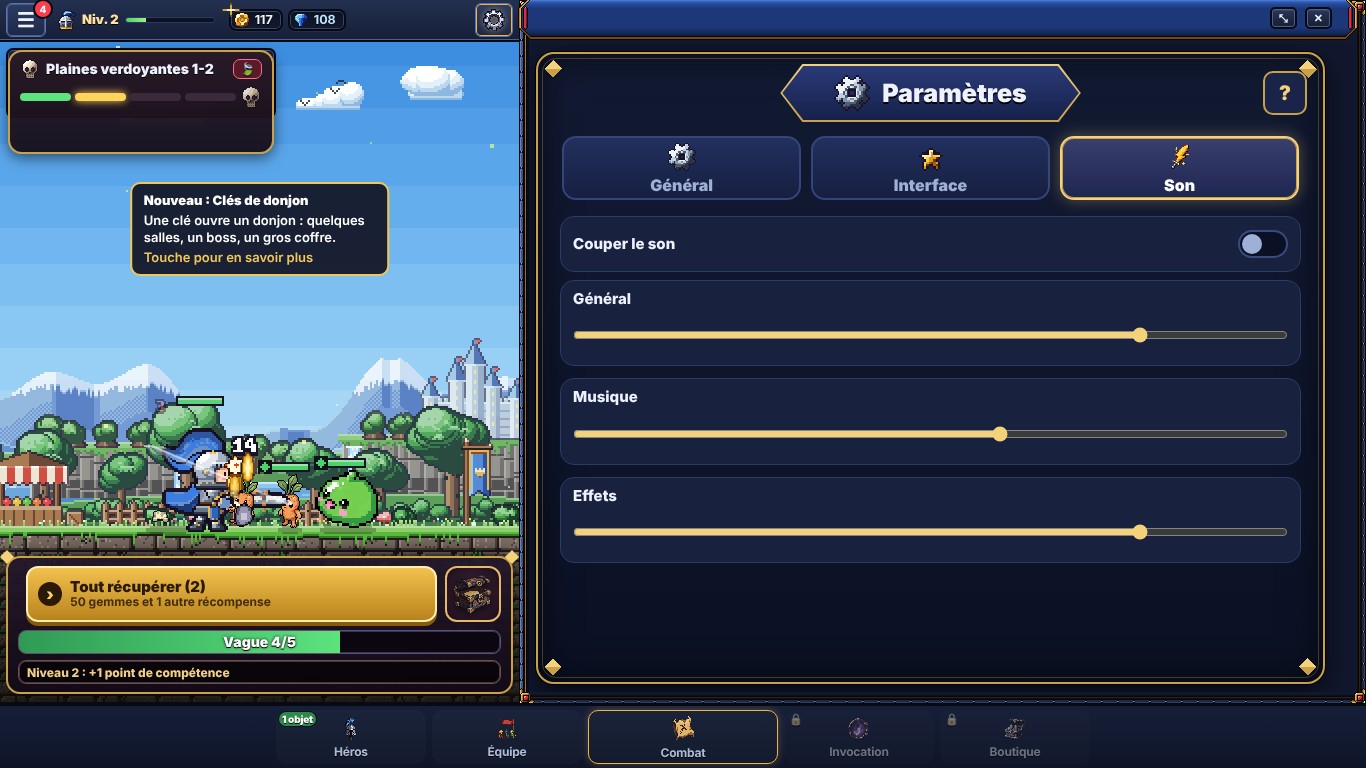 4
Niv. 2
117
108
Plaines verdoyantes 1-2
Nouveau : Clés de donjon
Une clé ouvre un donjon : quelques
salles, un boss, un gros coffre.
Touche pour en savoir plus
14
Tout récupérer (2)
50 gemmes et 1 autre récompense
Vague 4/5
Niveau 2 : +1 point de compétence
Paramètres
?
Général
Interface
Son
Couper le son
Général
Musique
Effets
1 objet
Héros
Équipe
Combat
Invocation
Boutique